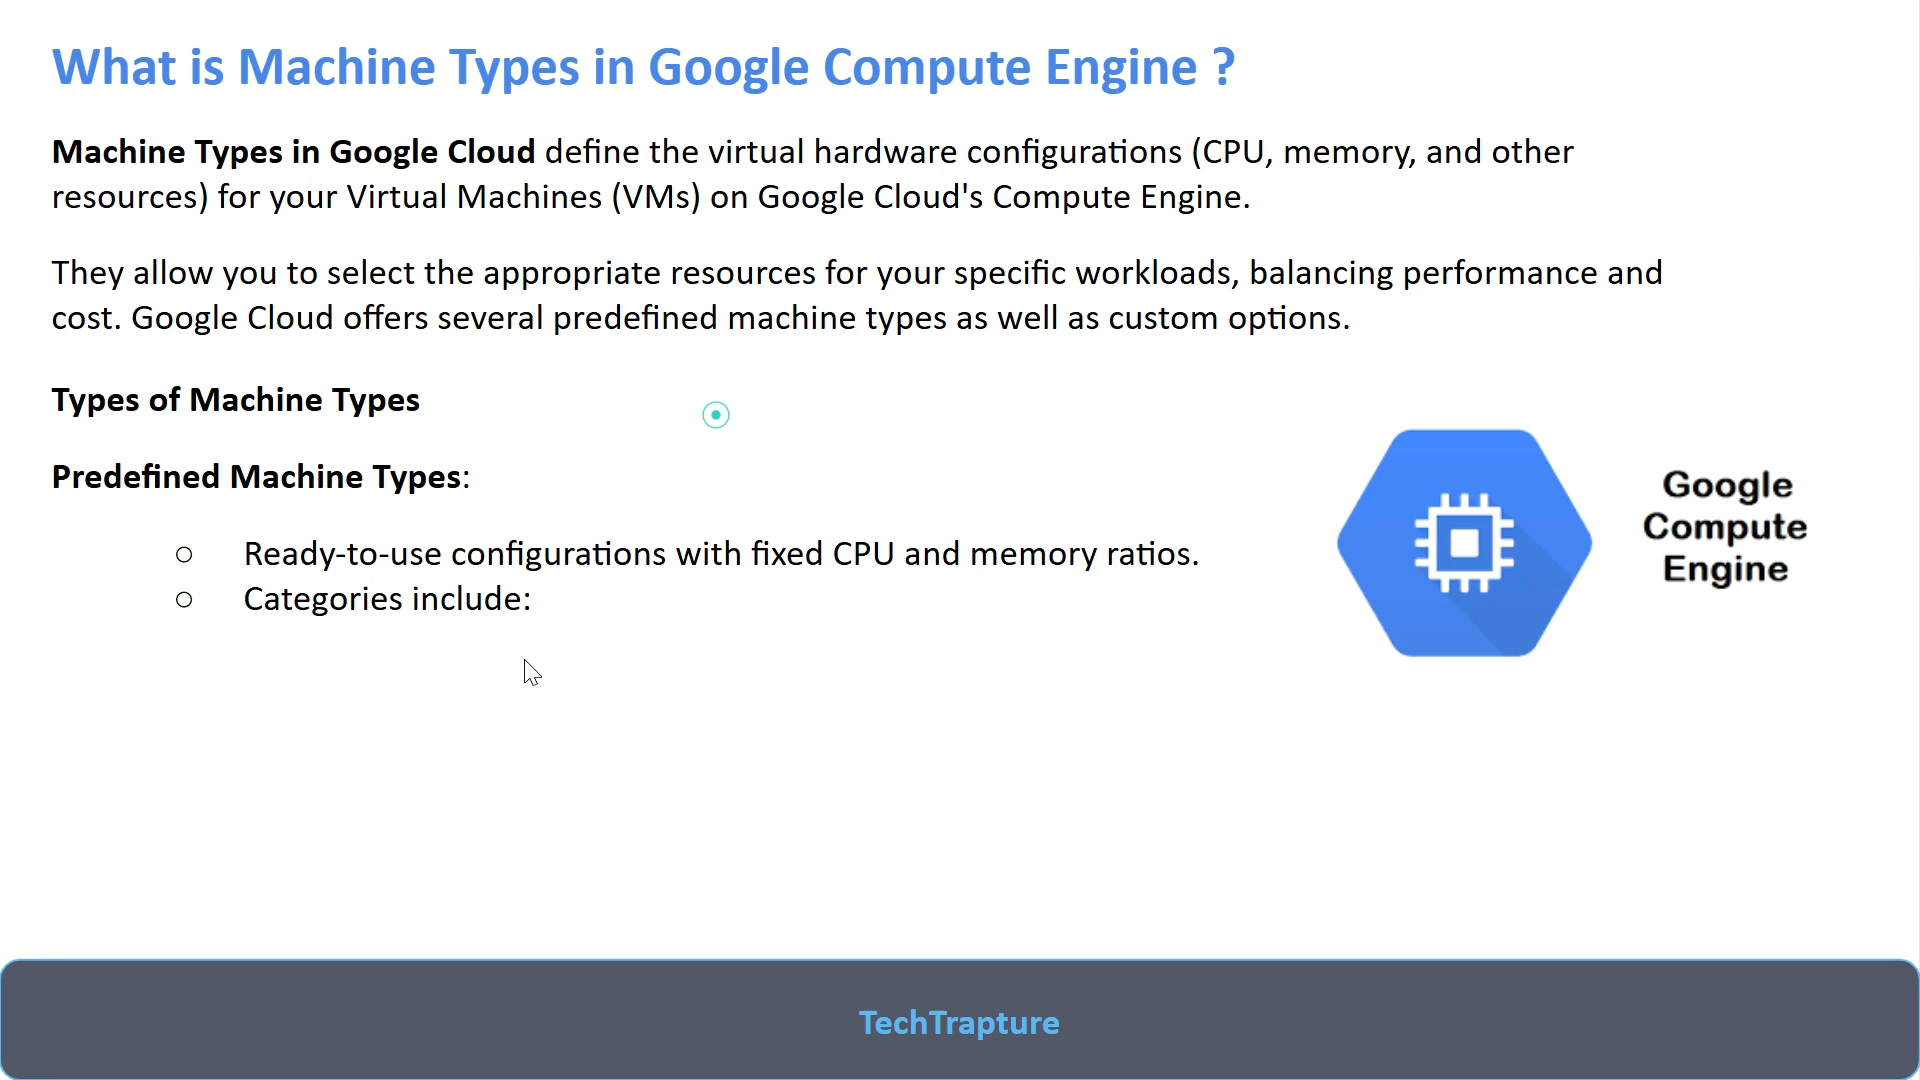 What is Machine Types in Google Compute Engine ?
Machine Types in Google Cloud define the virtual hardware configurations (CPU, memory, and other
resources) for your Virtual Machines (VMs) on Google Cloud's Compute Engine.
They allow you to select the appropriate resources for your specific workloads, balancing performance and
cost. Google Cloud offers several predefined machine types as well as custom options.
Types of Machine Types
Predefined Machine Types:
○ Ready-to-use configurations with fixed CPU and memory ratios.
○ Categories include:
Google
Compute
Engine
TechTrapture